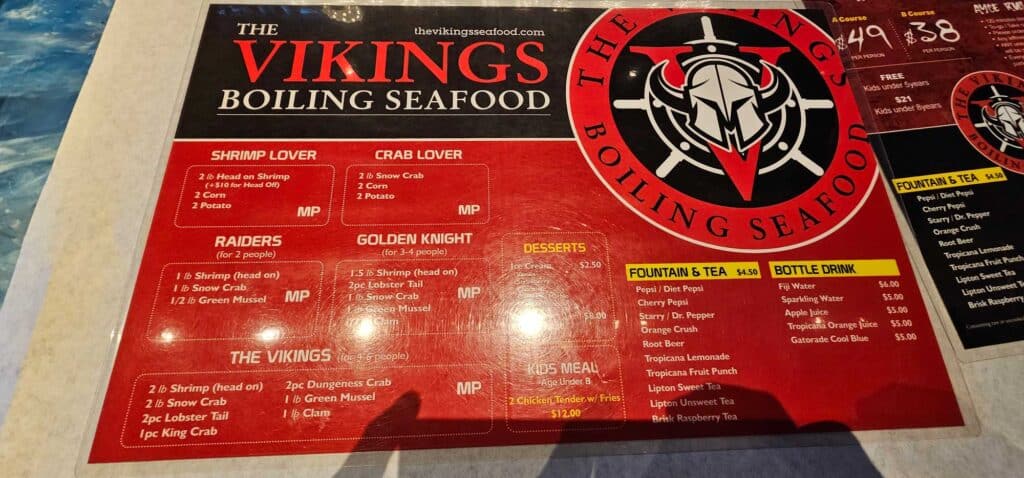 THE
thevikingsseafood.com
VIKINGS
BOILING SEAFOOD
THE VIKINGS
BOILING SEAFOOD
SHRIMP LOVER
2 lb Head on Shrimp
(+$10 for Head Off)
2 Corn
2 Potato
MP
CRAB LOVER
2 lb Snow Crab
2 Corn
2 Potato
MP
RAIDERS
(for 2 people)
1 lb Shrimp (head on)
1 lb Snow Crab
1/2 lb Green Mussel
MP
GOLDEN KNIGHT
(for 3-4 people)
1.5 lb Shrimp (head on)
2pc Lobster Tail
1 lb Snow Crab
1 lb Green Mussel
Clam
MP
THE VIKINGS (for 4-6 people)
2 lb Shrimp (head on)
2 lb Snow Crab
2pc Lobster Tail
1pc King Crab
2pc Dungeness Crab
1 lb Green Mussel
1 lb Clam
MP
DESSERTS
Ice Cream
$2.50
$8.00
KIDS MEAL
Age Under 8
2 Chicken Tender w/ Fries
$12.00
FOUNTAIN & TEA $4.50
Pepsi / Diet Pepsi
Cherry Pepsi
Starry / Dr. Pepper
Orange Crush
Root Beer
Tropicana Lemonade
Tropicana Fruit Punch
Lipton Sweet Tea
Lipton Unsweet Tea
Brisk Raspberry Tea
BOTTLE DRINK
Fiji Water $6.00
Sparkling Water $5.00
Apple Juice $5.00
Tropicana Orange Juice $5.00
Gatorade Cool Blue $5.00
A Course
$49
PER PERSON
B Course
$38
PER PERSON
FREE
Kids under 5years
$21
Kids under 8years
FOUNTAIN & TEA $4.50
Pepsi / Diet Pepsi
Cherry Pepsi
Starry / Dr. Pepper
Orange Crush
Root Beer
Tropicana Lemonade
Tropicana Fruit Punch
Lipton Sweet Tea
Lipton Unsweet Tea
Brisk Raspberry